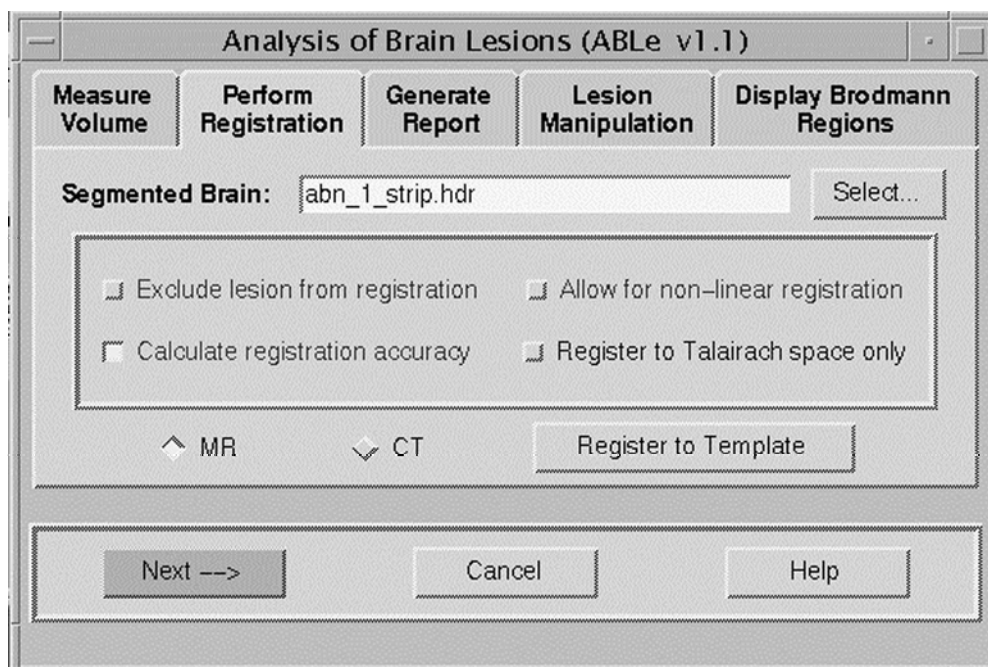 Analysis of Brain Lesions (ABLe v1.1)
Measure Volume
Perform Registration
Generate Report
Lesion Manipulation
Display Brodmann Regions
Segmented Brain: abn_1_strip.hdr Select...
Exclude lesion from registration Allow for non-linear registration
Calculate registration accuracy Register to Talairach space only
MR CT Register to Template
Next --> Cancel Help